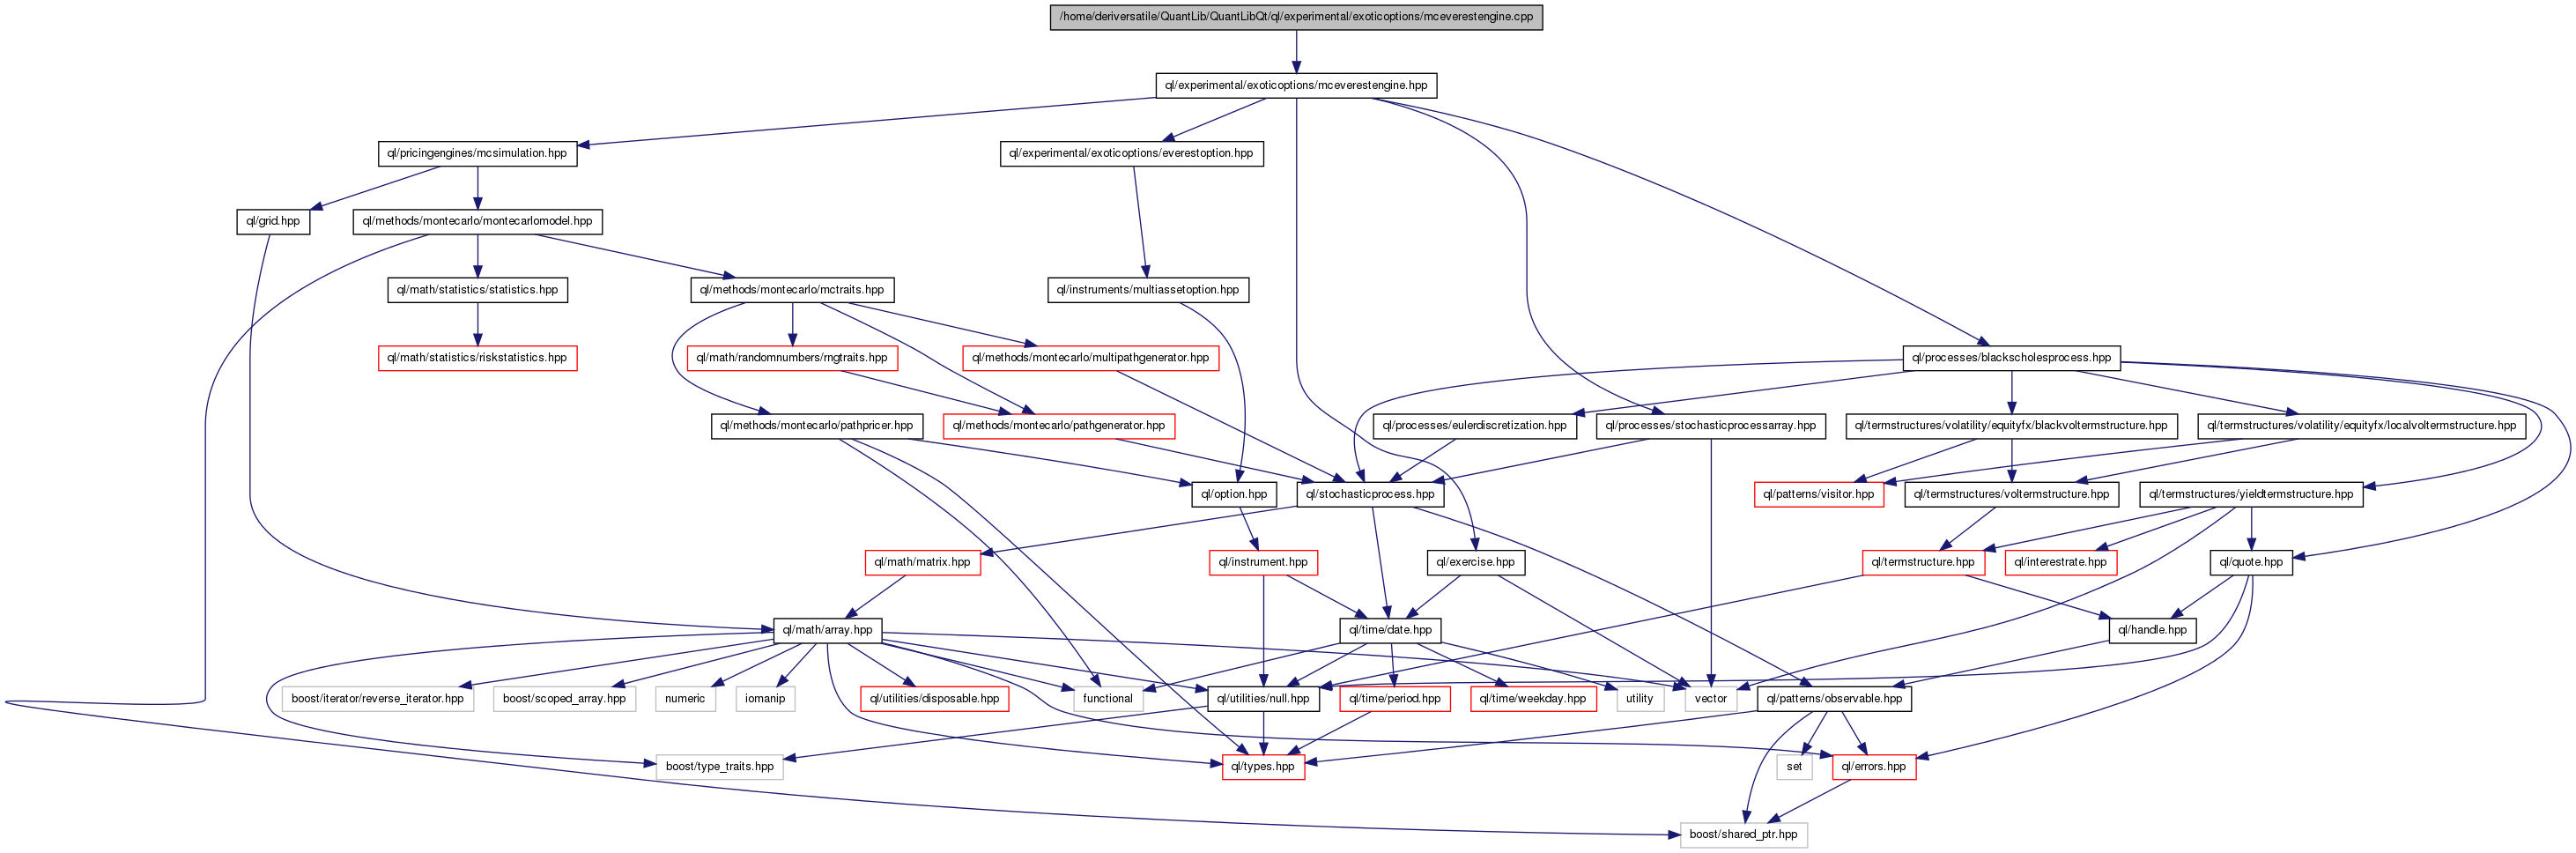 /home/deriversatile/QuantLib/QuantLibQt/ql/experimental/exoticoptions/mceverestengine.cpp
ql/experimental/exoticoptions/mceverestengine.hpp
ql/pricingengines/mcsimulation.hpp
ql/experimental/exoticoptions/everestoption.hpp
ql/grid.hpp
ql/methods/montecarlo/montecarlomodel.hpp
ql/math/statistics/statistics.hpp
ql/methods/montecarlo/mctraits.hpp
ql/instruments/multiassetoption.hpp
ql/math/statistics/riskstatistics.hpp
ql/math/randomnumbers/rngtraits.hpp
ql/methods/montecarlo/multipathgenerator.hpp
ql/processes/blackscholesprocess.hpp
ql/methods/montecarlo/pathpricer.hpp
ql/methods/montecarlo/pathgenerator.hpp
ql/processes/eulerdiscretization.hpp
ql/processes/stochasticprocessarray.hpp
ql/termstructures/volatility/equityfx/blackvoltermstructure.hpp
ql/termstructures/volatility/equityfx/localvoltermstructure.hpp
ql/option.hpp
ql/stochasticprocess.hpp
ql/patterns/visitor.hpp
ql/termstructures/voltermstructure.hpp
ql/termstructures/yieldtermstructure.hpp
ql/math/matrix.hpp
ql/instrument.hpp
ql/exercise.hpp
ql/termstructure.hpp
ql/interestrate.hpp
ql/quote.hpp
ql/math/array.hpp
ql/time/date.hpp
ql/handle.hpp
boost/iterator/reverse_iterator.hpp
boost/scoped_array.hpp
numeric
iomanip
ql/utilities/disposable.hpp
functional
ql/utilities/null.hpp
ql/time/period.hpp
ql/time/weekday.hpp
utility
vector
ql/patterns/observable.hpp
boost/type_traits.hpp
ql/types.hpp
set
ql/errors.hpp
boost/shared_ptr.hpp